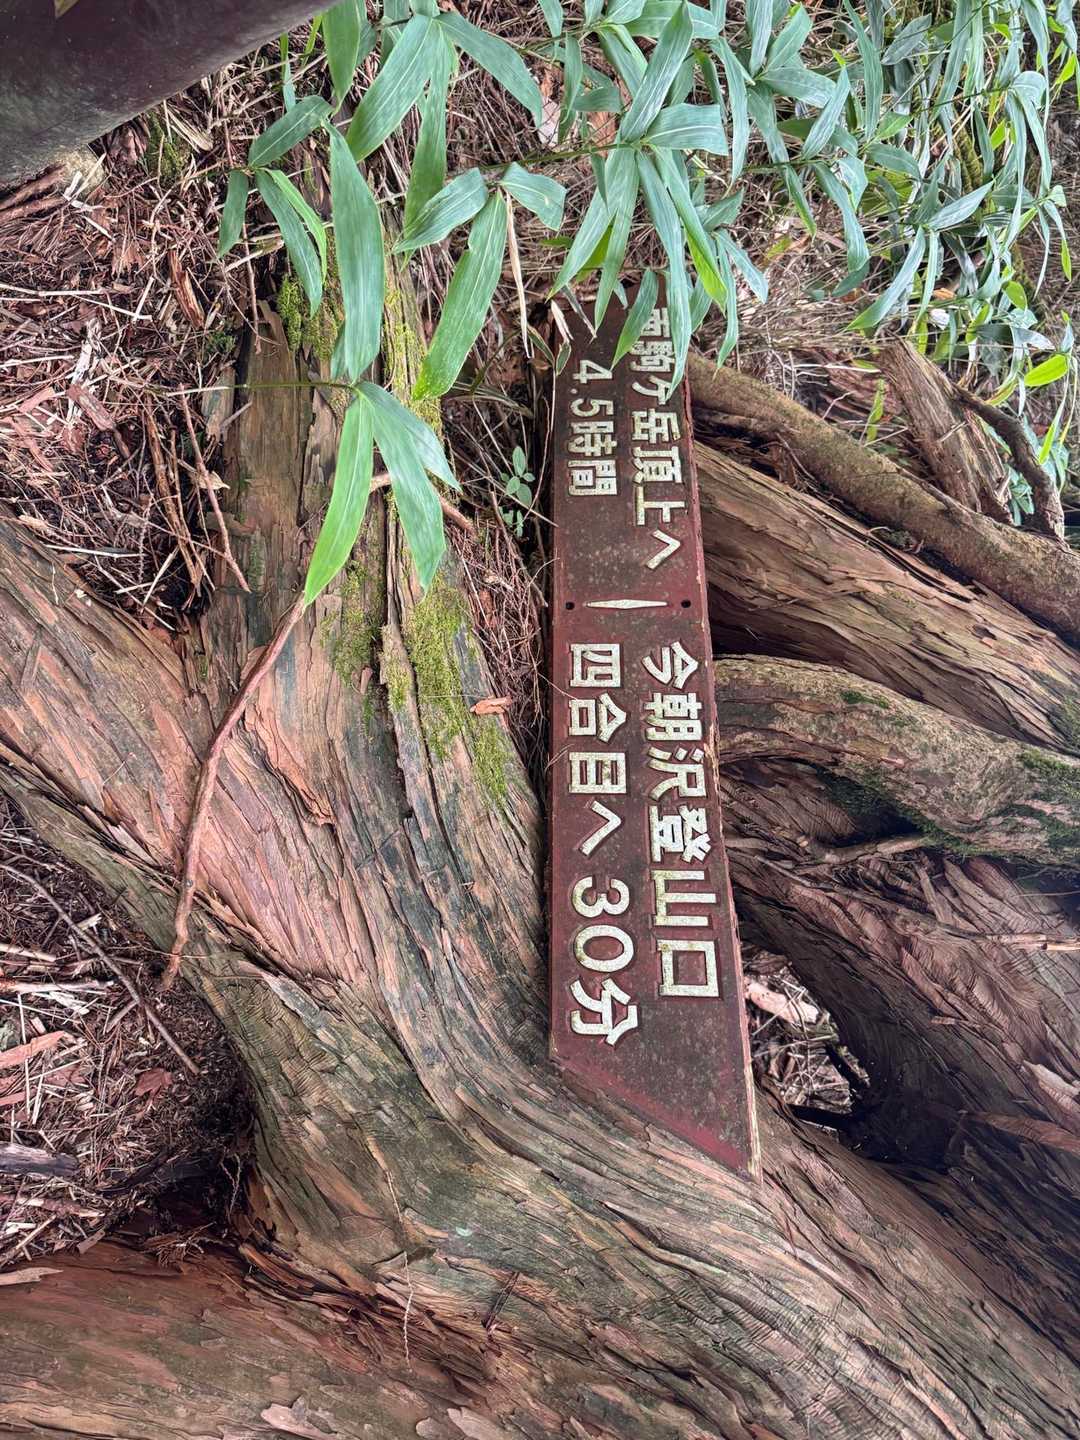 南駒ケ岳頂上へ
4.5時間
今朝沢登山口
四合目へ 30分